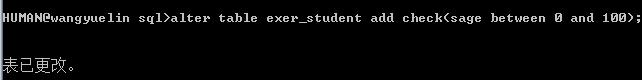 HUMAN@wangyuelin sql>alter table exer_student add check(sage between 0 and 100);
表已更改。